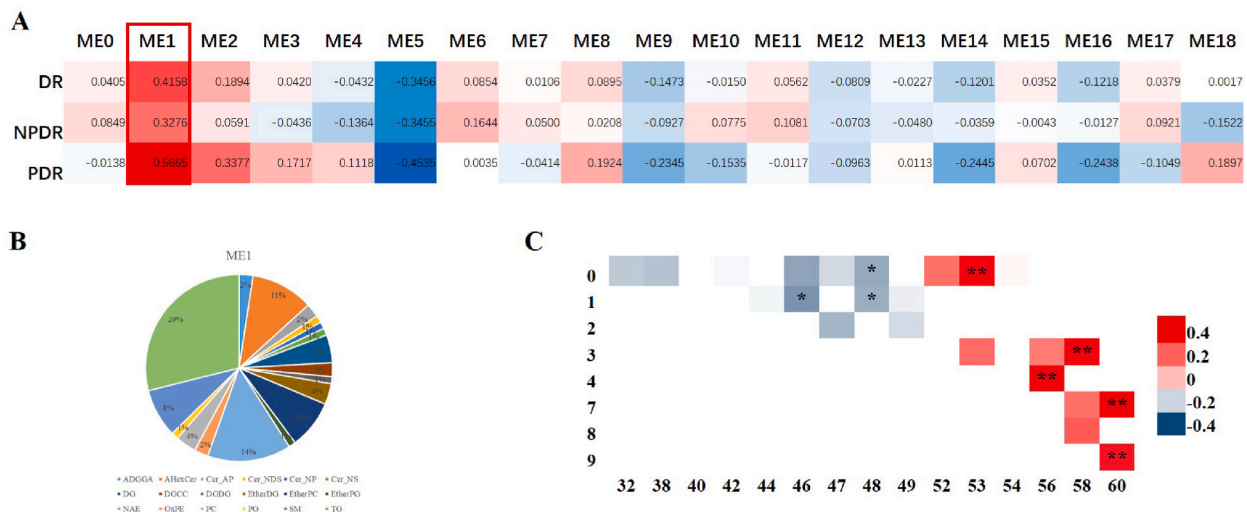 A
ME0 ME1 ME2 ME3 ME4 ME5 ME6 ME7 ME8 ME9 ME10 ME11 ME12 ME13 ME14 ME15 ME16 ME17 ME18
DR 0.0405 0.4158 0.1894 0.0420 -0.0432 -0.3456 0.0854 0.0106 0.0895 -0.1473 -0.0150 0.0562 -0.0809 -0.0227 -0.1201 0.0352 -0.1218 0.0379 0.0017
NPDR 0.0849 0.3276 0.0591 -0.0436 -0.1364 -0.3455 0.1644 0.0500 0.0208 -0.0927 0.0775 0.1081 -0.0703 -0.0480 -0.0359 -0.0043 -0.0127 0.0921 -0.1522
PDR -0.0138 0.5665 0.3377 0.1717 0.1118 -0.4535 0.0035 -0.0414 0.1924 -0.2345 -0.1535 -0.0117 -0.0963 0.0113 -0.2445 0.0702 -0.2438 -0.1049 0.1897
B
ME1
2%
11%
2%
29%
8%
4%
2%
14%
ADGGA AHexCer Cer_AP Cer_NDS Cer_NP Cer_NS
DG DGCC DGDG EtherDG EtherPC EtherPG
NAE OxPE PC PG SM TG
C
0 * **
1 * *
2
3 **
4 **
7 **
8
9 **
32 38 40 42 44 46 47 48 49 52 53 54 56 58 60
0.4
0.2
0
-0.2
-0.4